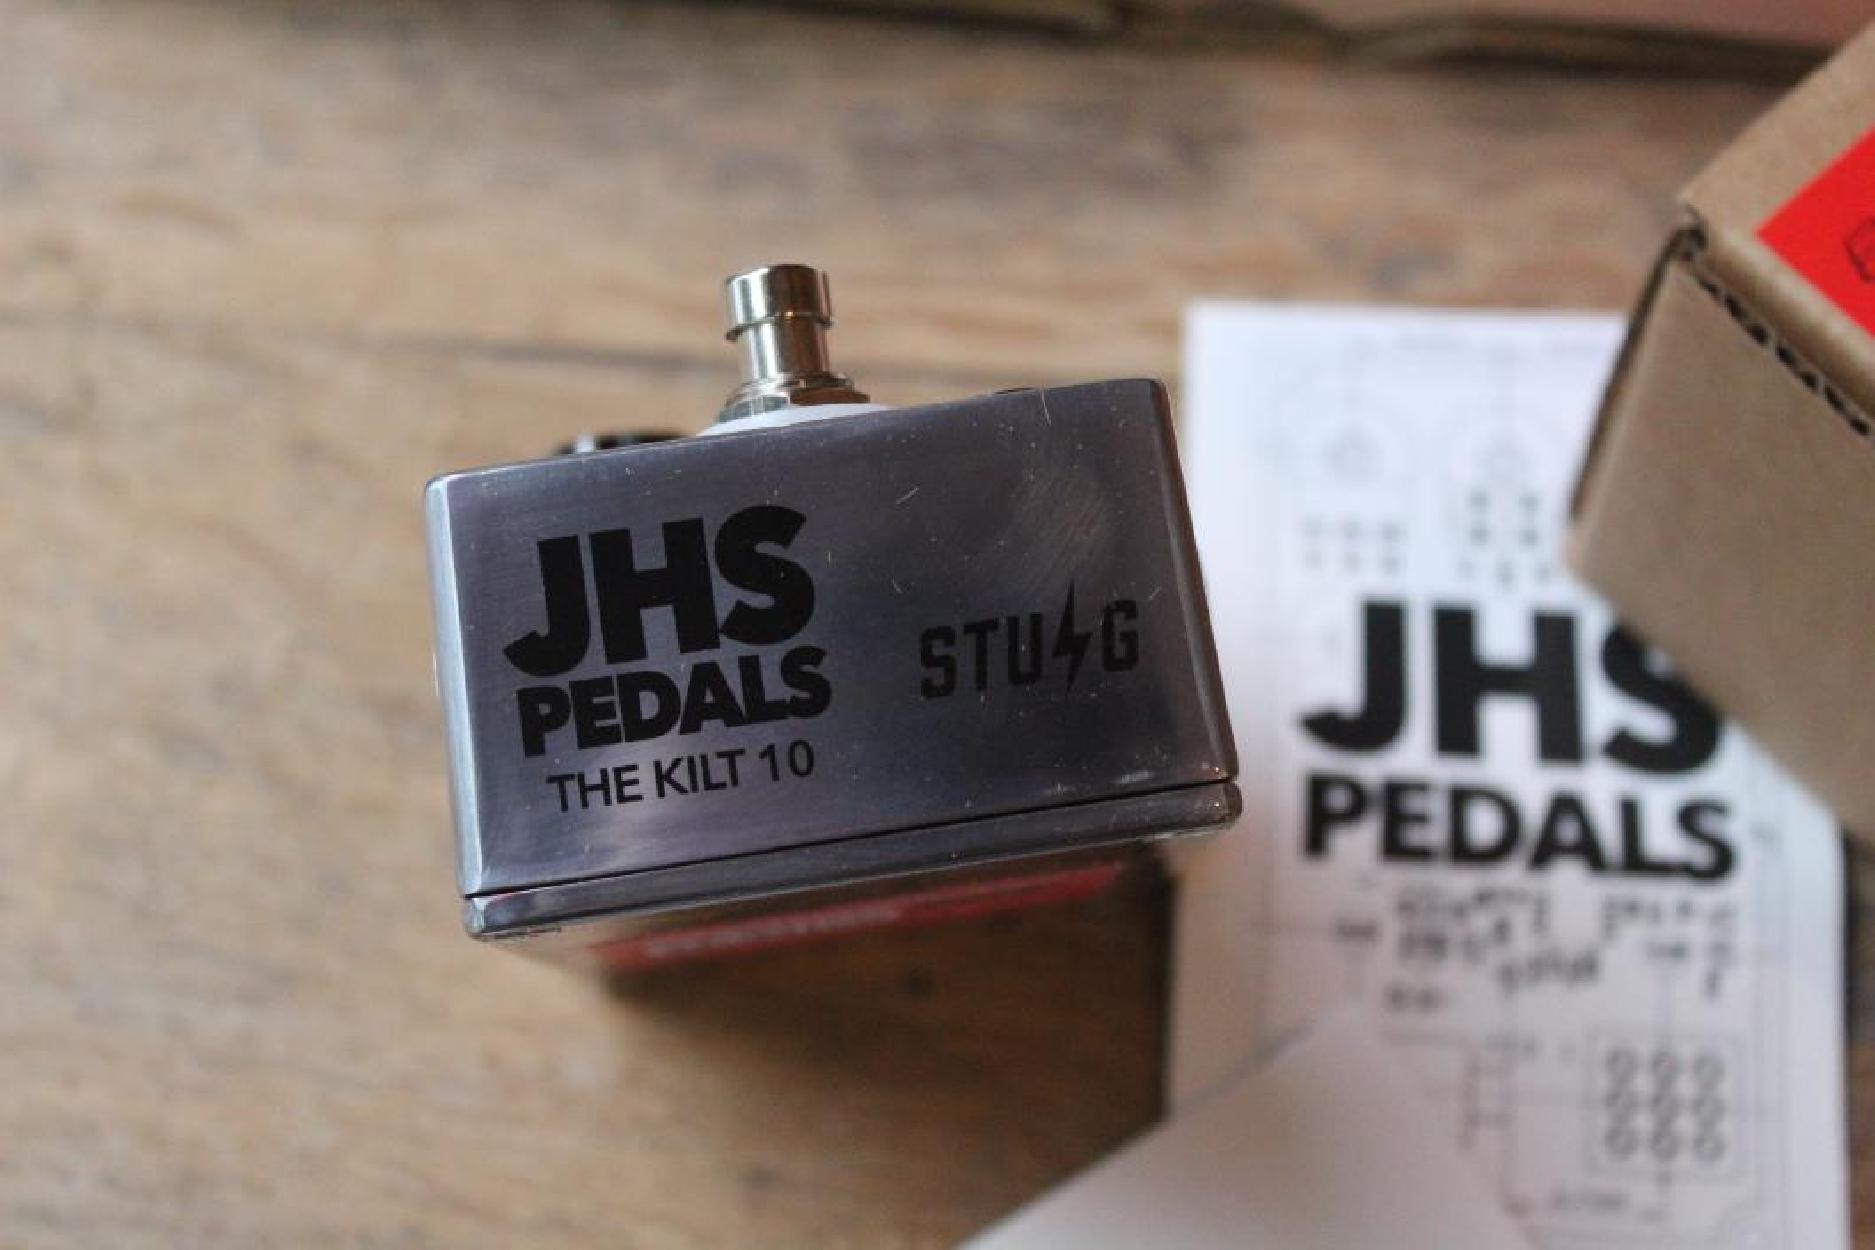 JHS
PEDALS
THE KILT 10
STU⚡G
JHS
PEDALS